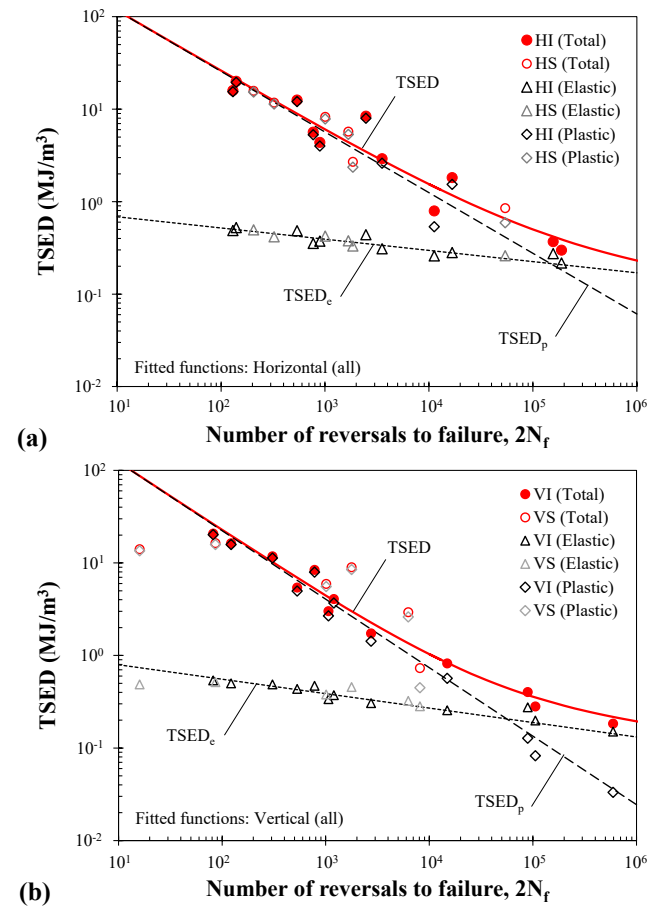 10²
10¹
10⁰
10⁻¹
10⁻²
TSED (MJ/m³)
HI (Total)
HS (Total)
HI (Elastic)
HS (Elastic)
HI (Plastic)
HS (Plastic)
TSED
TSEDₑ
TSEDₚ
Fitted functions: Horizontal (all)
10¹ 10² 10³ 10⁴ 10⁵ 10⁶
(a) Number of reversals to failure, 2N_f
10²
10¹
10⁰
10⁻¹
10⁻²
TSED (MJ/m³)
VI (Total)
VS (Total)
VI (Elastic)
VS (Elastic)
VI (Plastic)
VS (Plastic)
TSED
TSEDₑ
TSEDₚ
Fitted functions: Vertical (all)
10¹ 10² 10³ 10⁴ 10⁵ 10⁶
(b) Number of reversals to failure, 2N_f